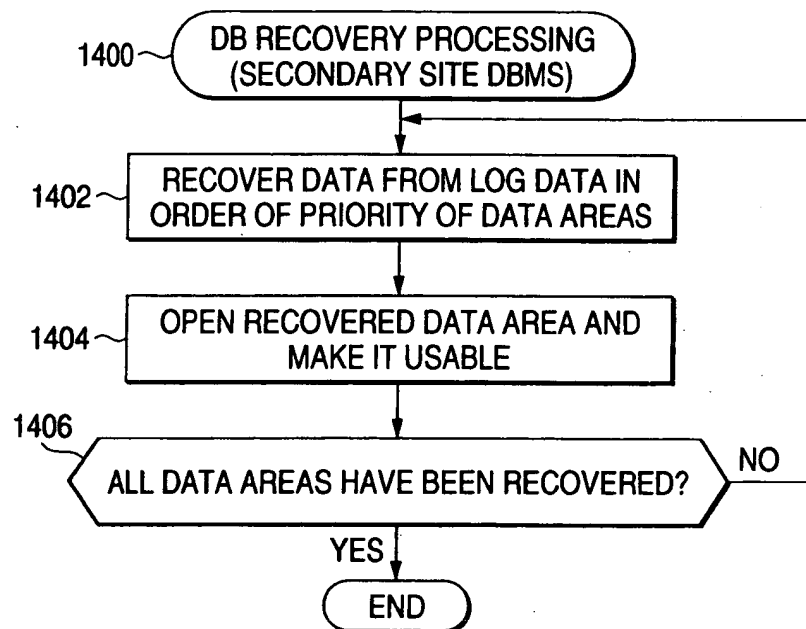 1400
DB RECOVERY PROCESSING
(SECONDARY SITE DBMS)
1402
RECOVER DATA FROM LOG DATA IN
ORDER OF PRIORITY OF DATA AREAS
1404
OPEN RECOVERED DATA AREA AND
MAKE IT USABLE
1406
ALL DATA AREAS HAVE BEEN RECOVERED?
NO
YES
END